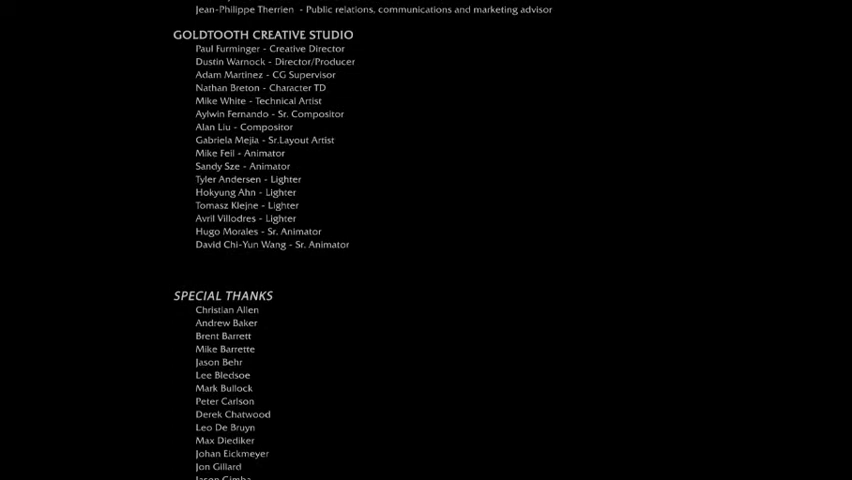 Jean-Philippe Therrien - Public relations, communications and marketing advisor
GOLDTOOTH CREATIVE STUDIO
Paul Furminger - Creative Director
Dustin Warnock - Director/Producer
Adam Martinez - CG Supervisor
Nathan Breton - Character TD
Mike White - Technical Artist
Aylwin Fernando - Sr. Compositor
Alan Liu - Compositor
Gabriela Mejia - Sr.Layout Artist
Mike Feil - Animator
Sandy Sze - Animator
Tyler Andersen - Lighter
Hokyung Ahn - Lighter
Tomasz Klejne - Lighter
Avril Villodres - Lighter
Hugo Morales - Sr. Animator
David Chi-Yun Wang - Sr. Animator
SPECIAL THANKS
Christian Allen
Andrew Baker
Brent Barrett
Mike Barrette
Jason Behr
Lee Bledsoe
Mark Bullock
Peter Carlson
Derek Chatwood
Leo De Bruyn
Max Diediker
Johan Eickmeyer
Jon Gillard
Jason Gimba